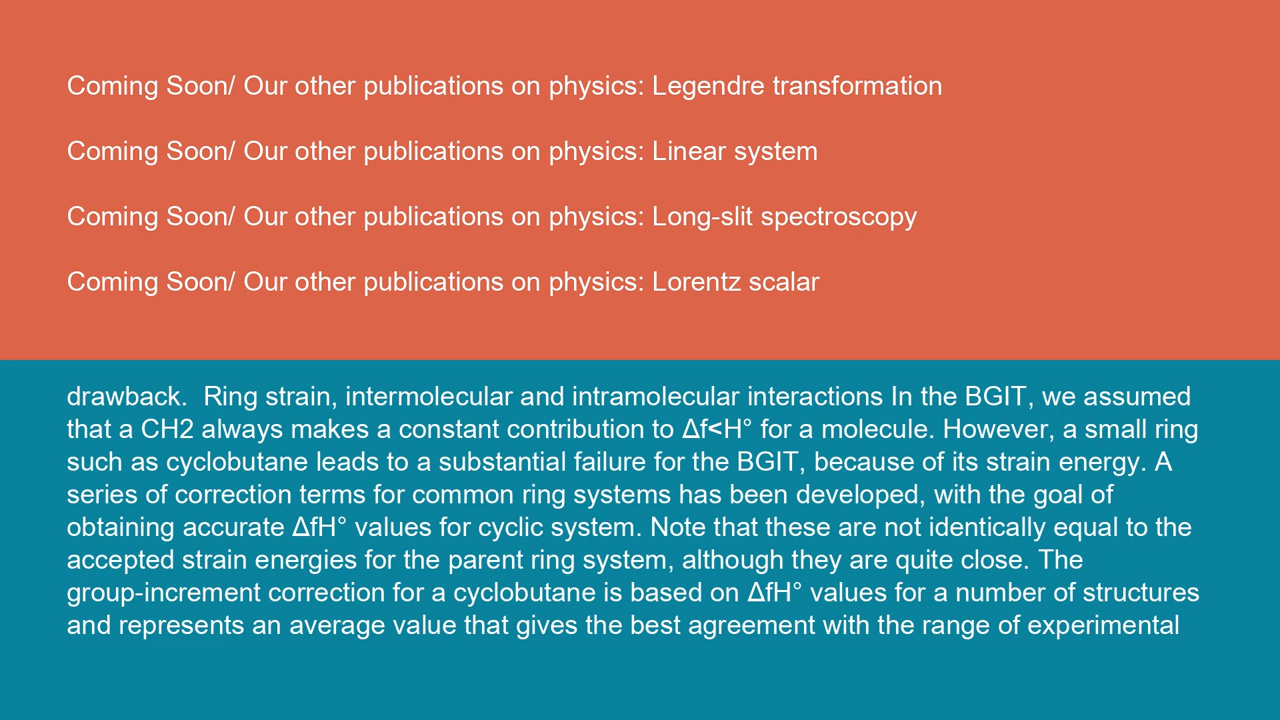 Coming Soon/ Our other publications on physics: Legendre transformation
Coming Soon/ Our other publications on physics: Linear system
Coming Soon/ Our other publications on physics: Long-slit spectroscopy
Coming Soon/ Our other publications on physics: Lorentz scalar
drawback.  Ring strain, intermolecular and intramolecular interactions In the BGIT, we assumed
that a CH2 always makes a constant contribution to Δf<H° for a molecule. However, a small ring
such as cyclobutane leads to a substantial failure for the BGIT, because of its strain energy. A
series of correction terms for common ring systems has been developed, with the goal of
obtaining accurate ΔfH° values for cyclic system. Note that these are not identically equal to the
accepted strain energies for the parent ring system, although they are quite close. The
group-increment correction for a cyclobutane is based on ΔfH° values for a number of structures
and represents an average value that gives the best agreement with the range of experimental